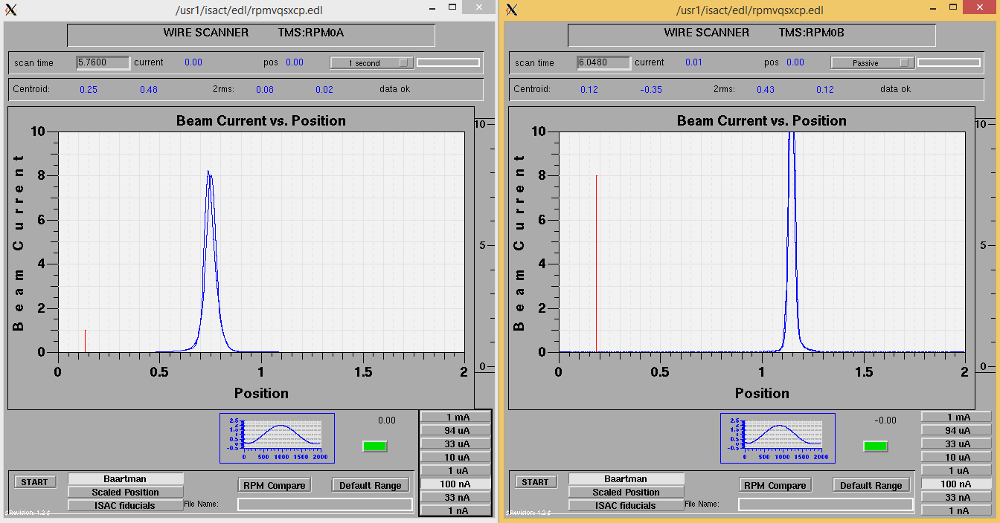 /usr1/isact/edl/rpmvqsxcp.edl
WIRE SCANNER TMS:RPM0A
scan time 5.7600 current 0.00 pos 0.00 1 second
Centroid: 0.25 0.48 2rms: 0.08 0.02 data ok
Beam Current vs. Position
10
8
6
4
2
0
Beam Current
0 0.5 1 1.5 2
Position
10
5
0
2.5
1.5
0.5
-0.5
0 500 1000 1500 2000
0.00
1 mA
94 uA
33 uA
10 uA
1 uA
100 nA
33 nA
1 nA
START
Baartman
Scaled Position
ISAC fiducials
RPM Compare
Default Range
File Name:
$Revision: 1.2 $
/usr1/isact/edl/rpmvqsxcp.edl
WIRE SCANNER TMS:RPM0B
scan time 6.0480 current 0.01 pos 0.00 Passive
Centroid: 0.12 -0.35 2rms: 0.43 0.12 data ok
Beam Current vs. Position
10
8
6
4
2
0
Beam Current
0 0.5 1 1.5 2
Position
10
5
0
2.5
1.5
0.5
-0.5
0 500 1000 1500 2000
-0.00
1 mA
94 uA
33 uA
10 uA
1 uA
100 nA
33 nA
1 nA
START
Baartman
Scaled Position
ISAC fiducials
RPM Compare
Default Range
File Name:
$Revision: 1.2 $